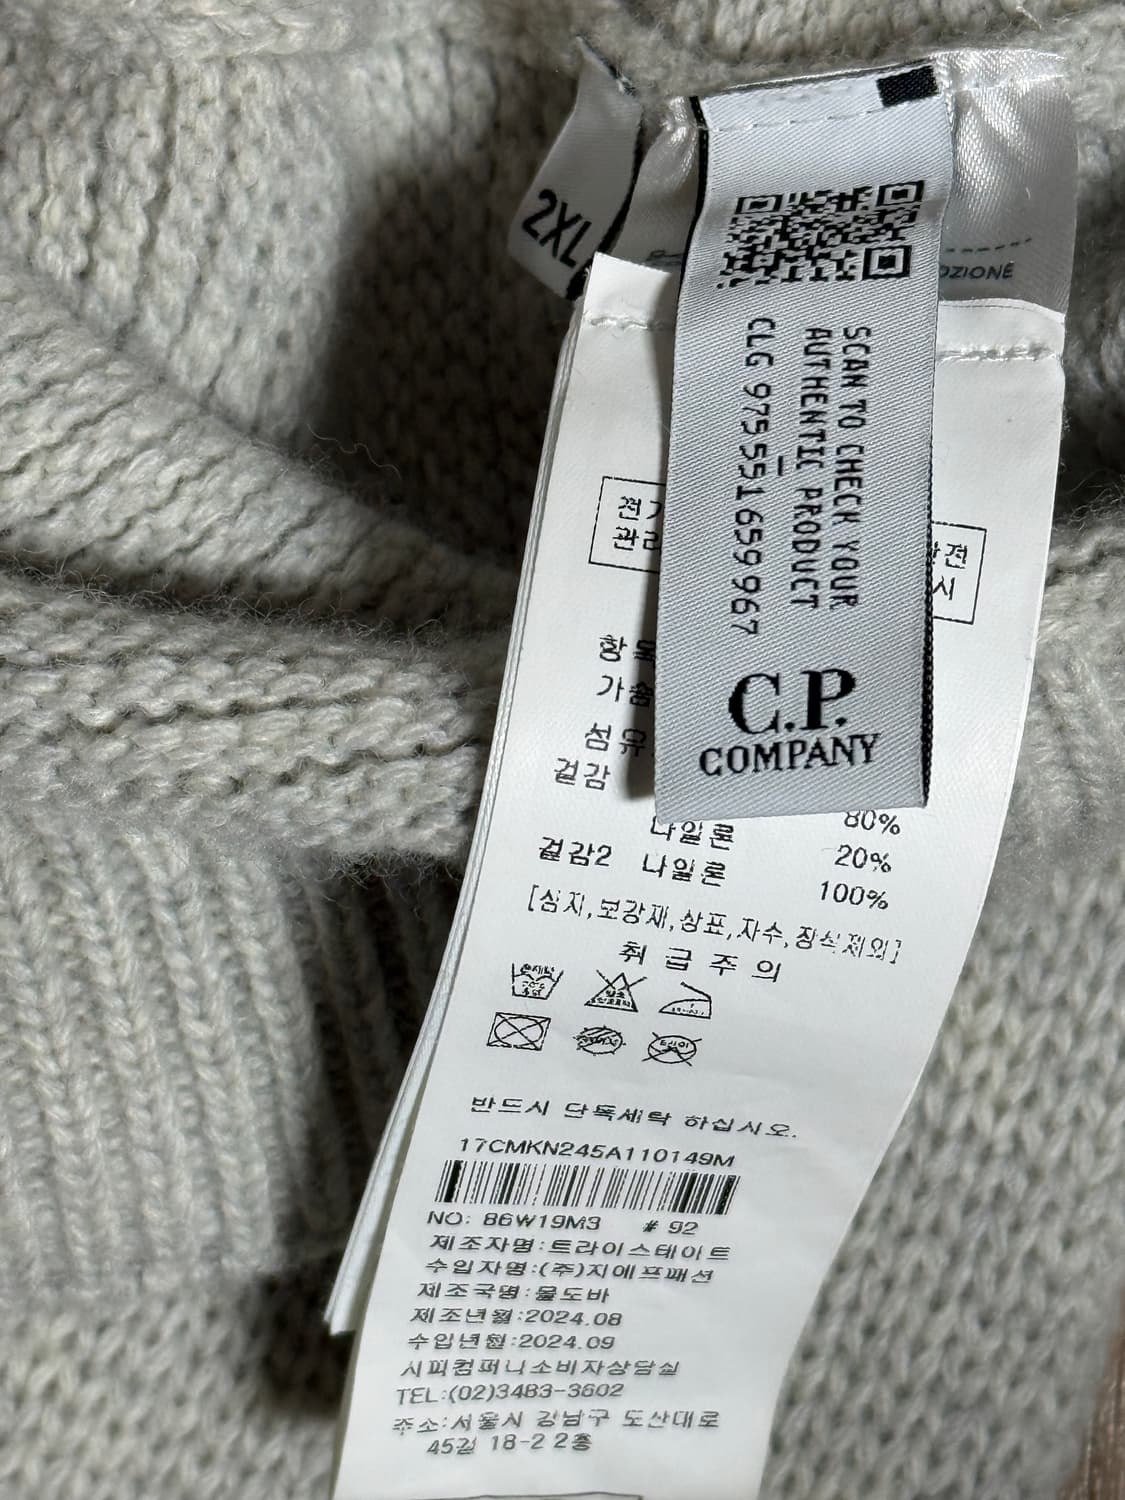 2XL
OZIONE
SCAN TO CHECK YOUR
AUTHENTIC PRODUCT
CLG 975551659967
C.P.
COMPANY
전기
관리
안전
시
항목
가슴
섬유
겉감
80%
나일론 20%
겉감2 나일론 100%
[심지,보강재,상표,자수,장식제외]
취 급 주 의
반드시 단독세탁 하십시오.
17CMKN245A110149M
NO: 86W19M3 # 92
제조자명:트라이스테이트
수입자명:(주)지에프패션
제조국명:몰도바
제조년월:2024.08
수입년월:2024.09
시피컴퍼니소비자상담실
TEL:(02)3483-3602
주소:서울시 강남구 도산대로
45길 18-2 2층